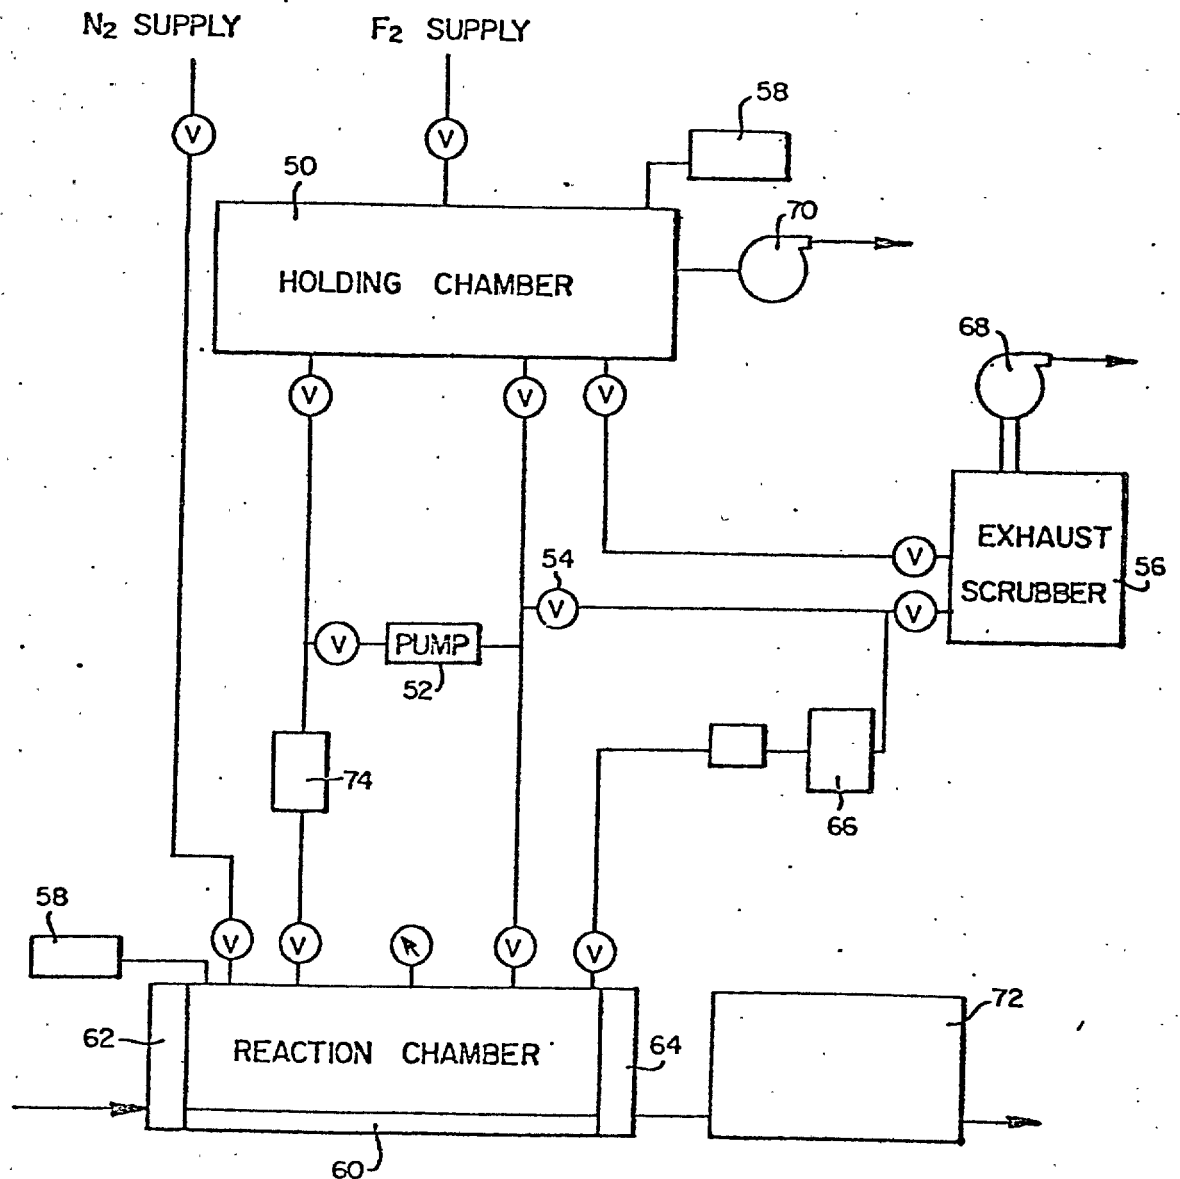 N2 SUPPLY
F2 SUPPLY
V
V
58
50
70
HOLDING CHAMBER
68
V
V
V
EXHAUST
SCRUBBER
V
56
54
V
V
V
PUMP
52
74
66
58
V
V
V
V
72
62
REACTION CHAMBER
64
60